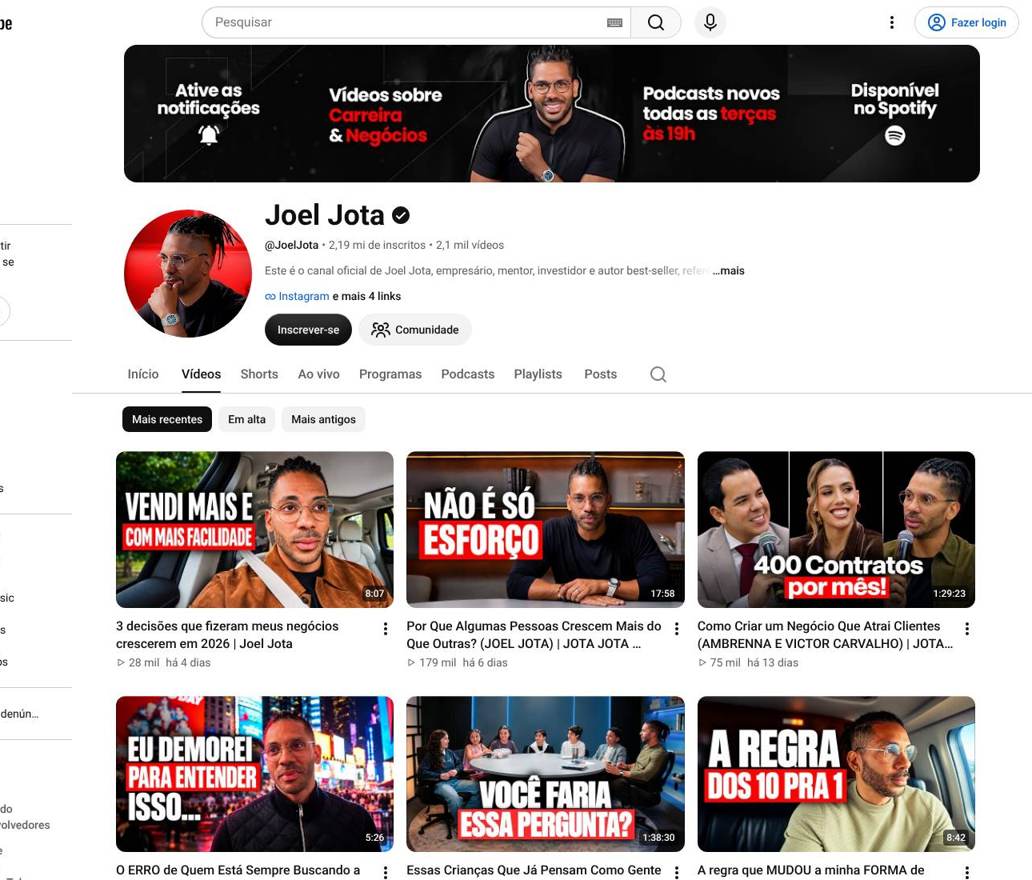 be
Pesquisar
Fazer login
Ative as
notificações
Vídeos sobre
Carreira
& Negócios
Podcasts novos
todas as terças
às 19h
Disponível
no Spotify
tir
se
Joel Jota
@JoelJota • 2,19 mi de inscritos • 2,1 mil vídeos
Este é o canal oficial de Joel Jota, empresário, mentor, investidor e autor best-seller, refer ...mais
Instagram e mais 4 links
Inscrever-se
Comunidade
Início Vídeos Shorts Ao vivo Programas Podcasts Playlists Posts
Mais recentes Em alta Mais antigos
VENDI MAIS E
COM MAIS FACILIDADE
8:07
NÃO É SÓ
ESFORÇO
17:58
400 Contratos
por mês!
1:29:23
3 decisões que fizeram meus negócios
crescerem em 2026 | Joel Jota
28 mil há 4 dias
Por Que Algumas Pessoas Crescem Mais do
Que Outras? (JOEL JOTA) | JOTA JOTA ...
179 mil há 6 dias
Como Criar um Negócio Que Atrai Clientes
(AMBRENNA E VICTOR CARVALHO) | JOTA...
75 mil há 13 dias
s
sic
s
os
denún...
do
volvedores
e
EU DEMOREI
PARA ENTENDER
ISSO...
5:26
VOCÊ FARIA
ESSA PERGUNTA?
1:38:30
A REGRA
DOS 10 PRA 1
8:42
O ERRO de Quem Está Sempre Buscando a
Essas Crianças Que Já Pensam Como Gente
A regra que MUDOU a minha FORMA de